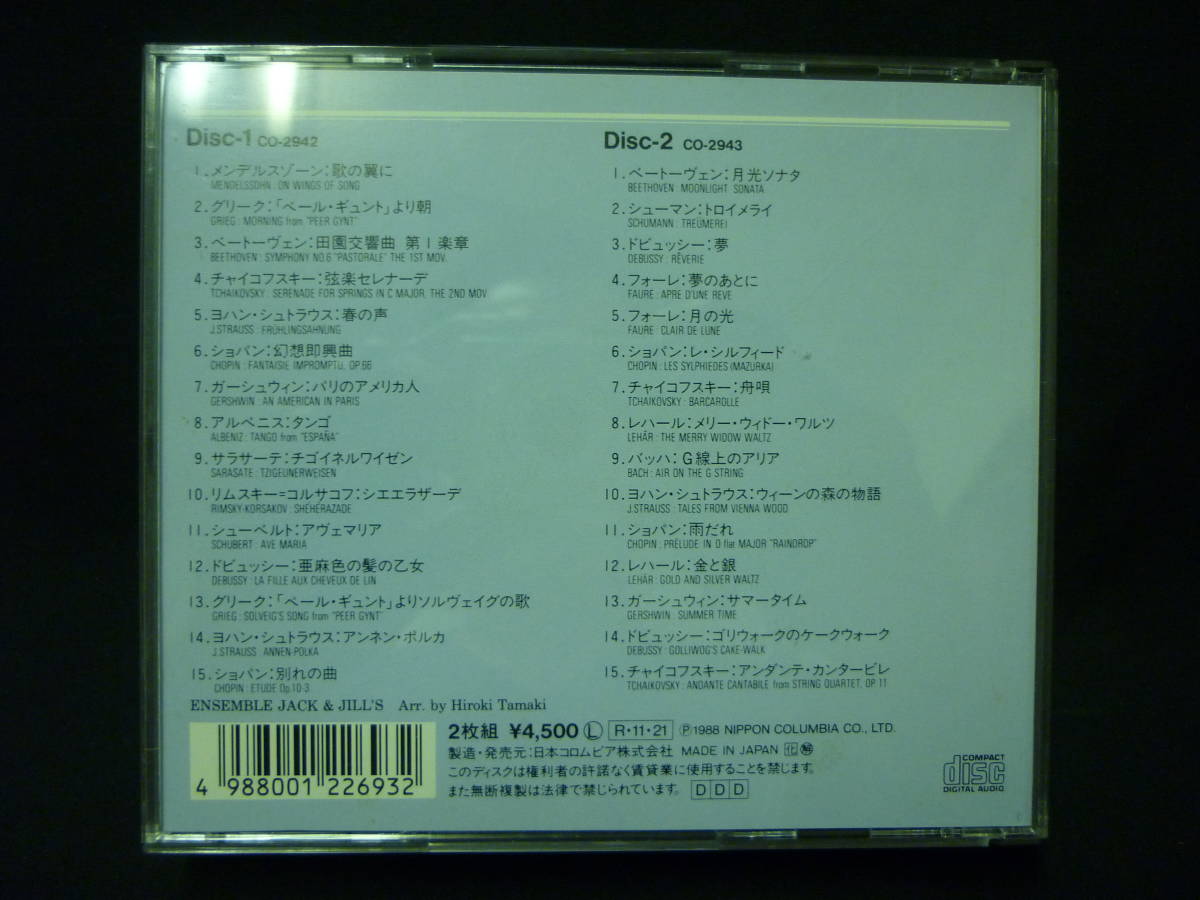 Disc-1 CO-2942
1.メンデルスゾーン:歌の翼に
MENDELSSOHN : ON WINGS OF SONG
2.グリーク:「ペール・ギュント」より朝
GRIEG : MORNING from "PEER GYNT"
3.ベートーヴェン:田園交響曲 第1楽章
BEETHOVEN : SYMPHONY NO.6 "PASTORALE" THE 1ST MOV.
4.チャイコフスキー:弦楽セレナーデ
TCHAIKOVSKY : SERENADE FOR SPRINGS IN C MAJOR, THE 2ND MOV
5.ヨハン・シュトラウス:春の声
J.STRAUSS : FRÜHLINGSAHNUNG
6.ショパン:幻想即興曲
CHOPIN : FANTAISIE IMPROMPTU, OP.66
7.ガーシュウィン:パリのアメリカ人
GERSHWIN : AN AMERICAN IN PARIS
8.アルベニス:タンゴ
ALBENIZ : TANGO from "ESPAÑA"
9.サラサーテ:チゴイネルワイゼン
SARASATE : TZIGEUNERWEISEN
10.リムスキー=コルサコフ:シエエラザーデ
RIMSKY-KORSAKOV : SHEHERAZADE
11.シューベルト:アヴェマリア
SCHUBERT : AVE MARIA
12.ドビュッシー:亜麻色の髪の乙女
DEBUSSY : LA FILLE AUX CHEVEUX DE LIN
13.グリーク:「ペール・ギュント」よりソルヴェイグの歌
GRIEG : SOLVEIG'S SONG from "PEER GYNT"
14.ヨハン・シュトラウス:アンネン・ポルカ
J.STRAUSS : ANNEN-POLKA
15.ショパン:別れの曲
CHOPIN : ETUDE Op.10-3
ENSEMBLE JACK & JILL'S Arr. by Hiroki Tamaki
Disc-2 CO-2943
1.ベートーヴェン:月光ソナタ
BEETHOVEN : MOONLIGHT SONATA
2.シューマン:トロイメライ
SCHUMANN : TREÜMEREI
3.ドビュッシー:夢
DEBUSSY : RÊVERIE
4.フォーレ:夢のあとに
FAURE : APRE D'UNE REVE
5.フォーレ:月の光
FAURE : CLAIR DE LUNE
6.ショパン:レ・シルフィード
CHOPIN : LES SYLPHIEDES (MAZURKA)
7.チャイコフスキー:舟唄
TCHAIKOVSKY : BARCAROLLE
8.レハール:メリー・ウィドー・ワルツ
LEHÁR : THE MERRY WIDOW WALTZ
9.バッハ:G線上のアリア
BACH : AIR ON THE G STRING
10.ヨハン・シュトラウス:ウィーンの森の物語
J.STRAUSS : TALES FROM VIENNA WOOD
11.ショパン:雨だれ
CHOPIN : PRÉLUDE IN D flat MAJOR "RAINDROP"
12.レハール:金と銀
LEHÁR : GOLD AND SILVER WALTZ
13.ガーシュウィン:サマータイム
GERSHWIN : SUMMER TIME
14.ドビュッシー:ゴリウォークのケークウォーク
DEBUSSY : GOLLIWOG'S CAKE-WALK
15.チャイコフスキー:アンダンテ・カンタービレ
TCHAIKOVSKY : ANDANTE CANTABILE from STRING QUARTET, OP 11
4 988001 226932
2枚組 ¥4,500 Ⓛ R・11・21 ℗1988 NIPPON COLUMBIA CO., LTD.
製造・発売元:日本コロムビア株式会社 MADE IN JAPAN
このディスクは権利者の許諾なく賃貸業に使用することを禁じます。
また無断複製は法律で禁じられています。 D D D
COMPACT
disc
DIGITAL AUDIO